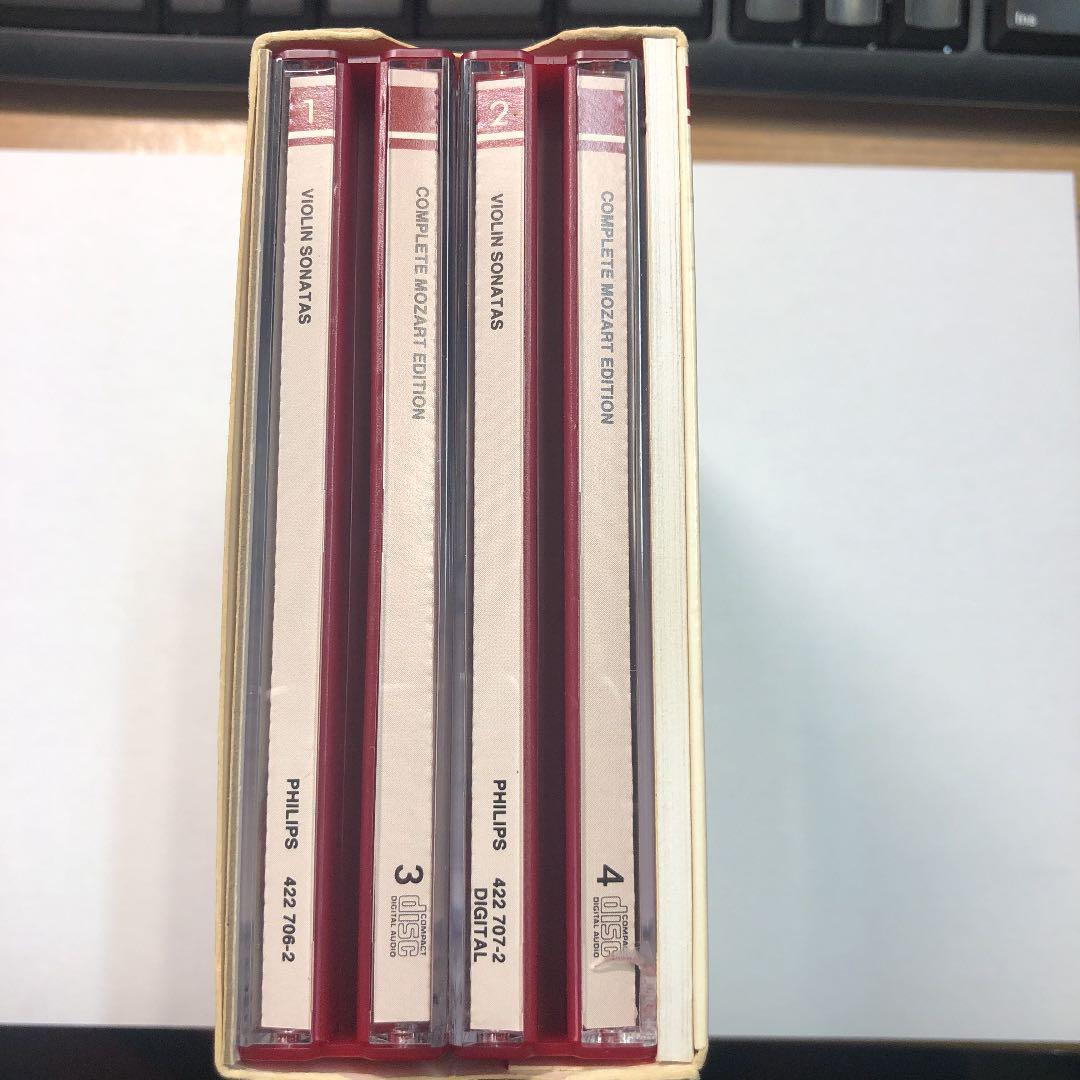 1
VIOLIN SONATAS
PHILIPS 422 706-2
COMPLETE MOZART EDITION
3 COMPACT
disc
DIGITAL AUDIO
2
VIOLIN SONATAS
PHILIPS 422 707-2
DIGITAL
COMPLETE MOZART EDITION
4 COMPACT
disc
DIGITAL AUDIO
Ins